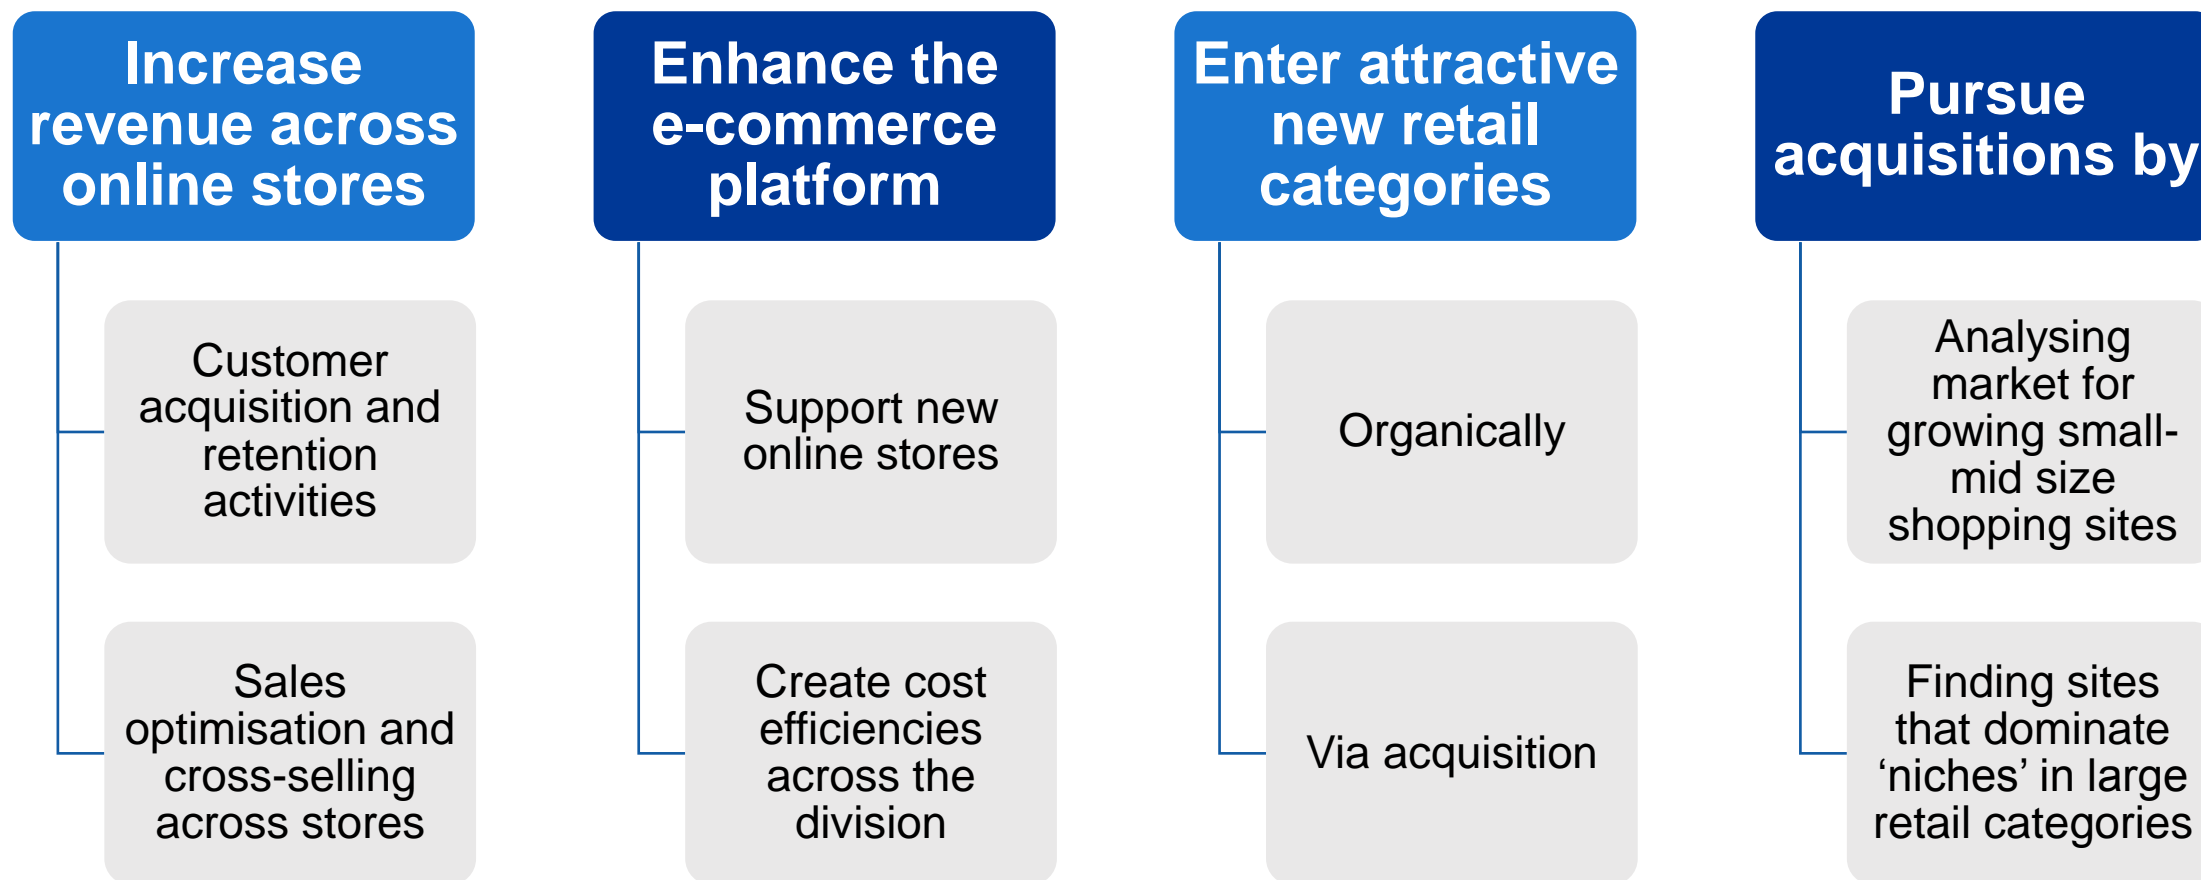 Increase
revenue across
online stores
Customer
acquisition and
retention
activities
Sales
optimisation and
cross-selling
across stores
Enhance the
e-commerce
platform
Support new
online stores
Create cost
efficiencies
across the
division
Enter attractive
new retail
categories
Organically
Via acquisition
Pursue
acquisitions by
Analysing
market for
growing small-
mid size
shopping sites
Finding sites
that dominate
‘niches’ in large
retail categories